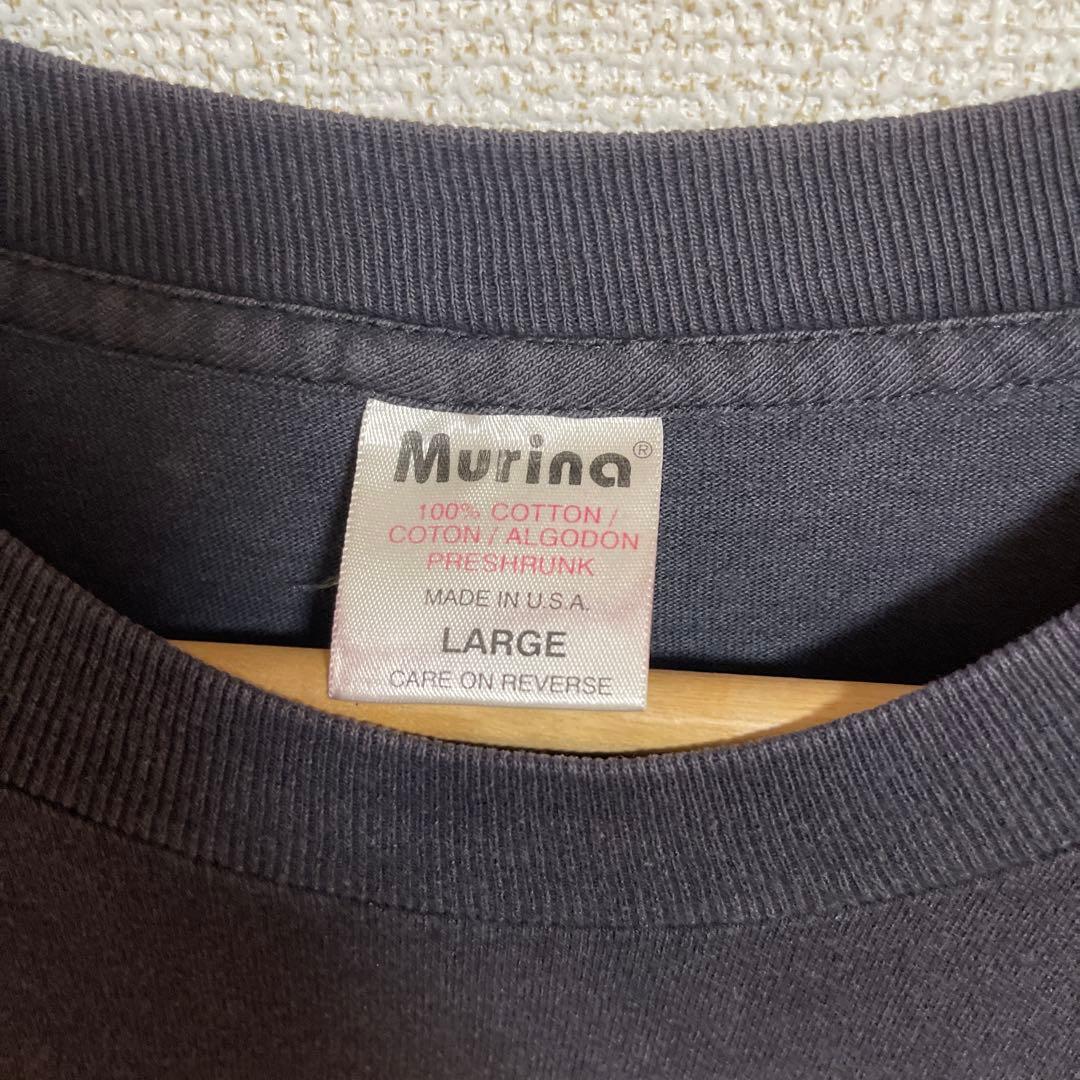 Murina®
100% COTTON /
COTON / ALGODON
PRESHRUNK
MADE IN U.S.A.
LARGE
CARE ON REVERSE